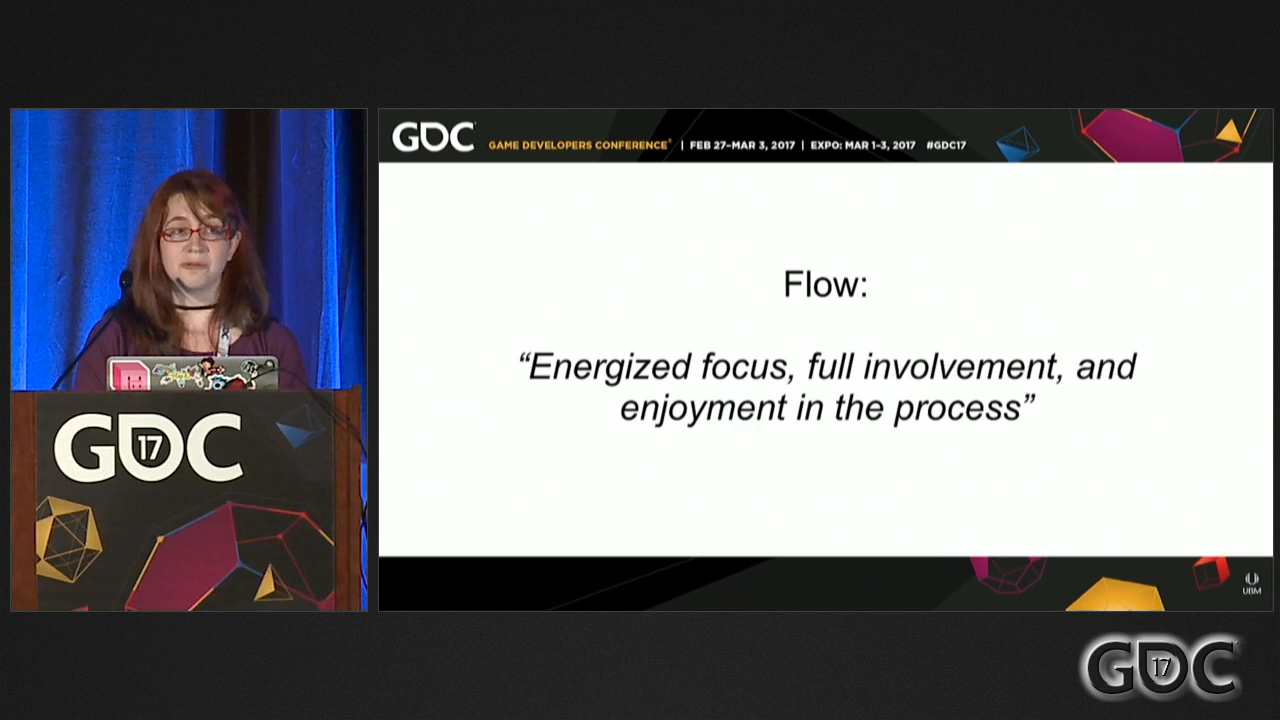 GDC
GAME DEVELOPERS CONFERENCE® | FEB 27–MAR 3, 2017 | EXPO: MAR 1–3, 2017 #GDC17
Flow:
“Energized focus, full involvement, and
enjoyment in the process”
GDC
17
UBM
GDC
17